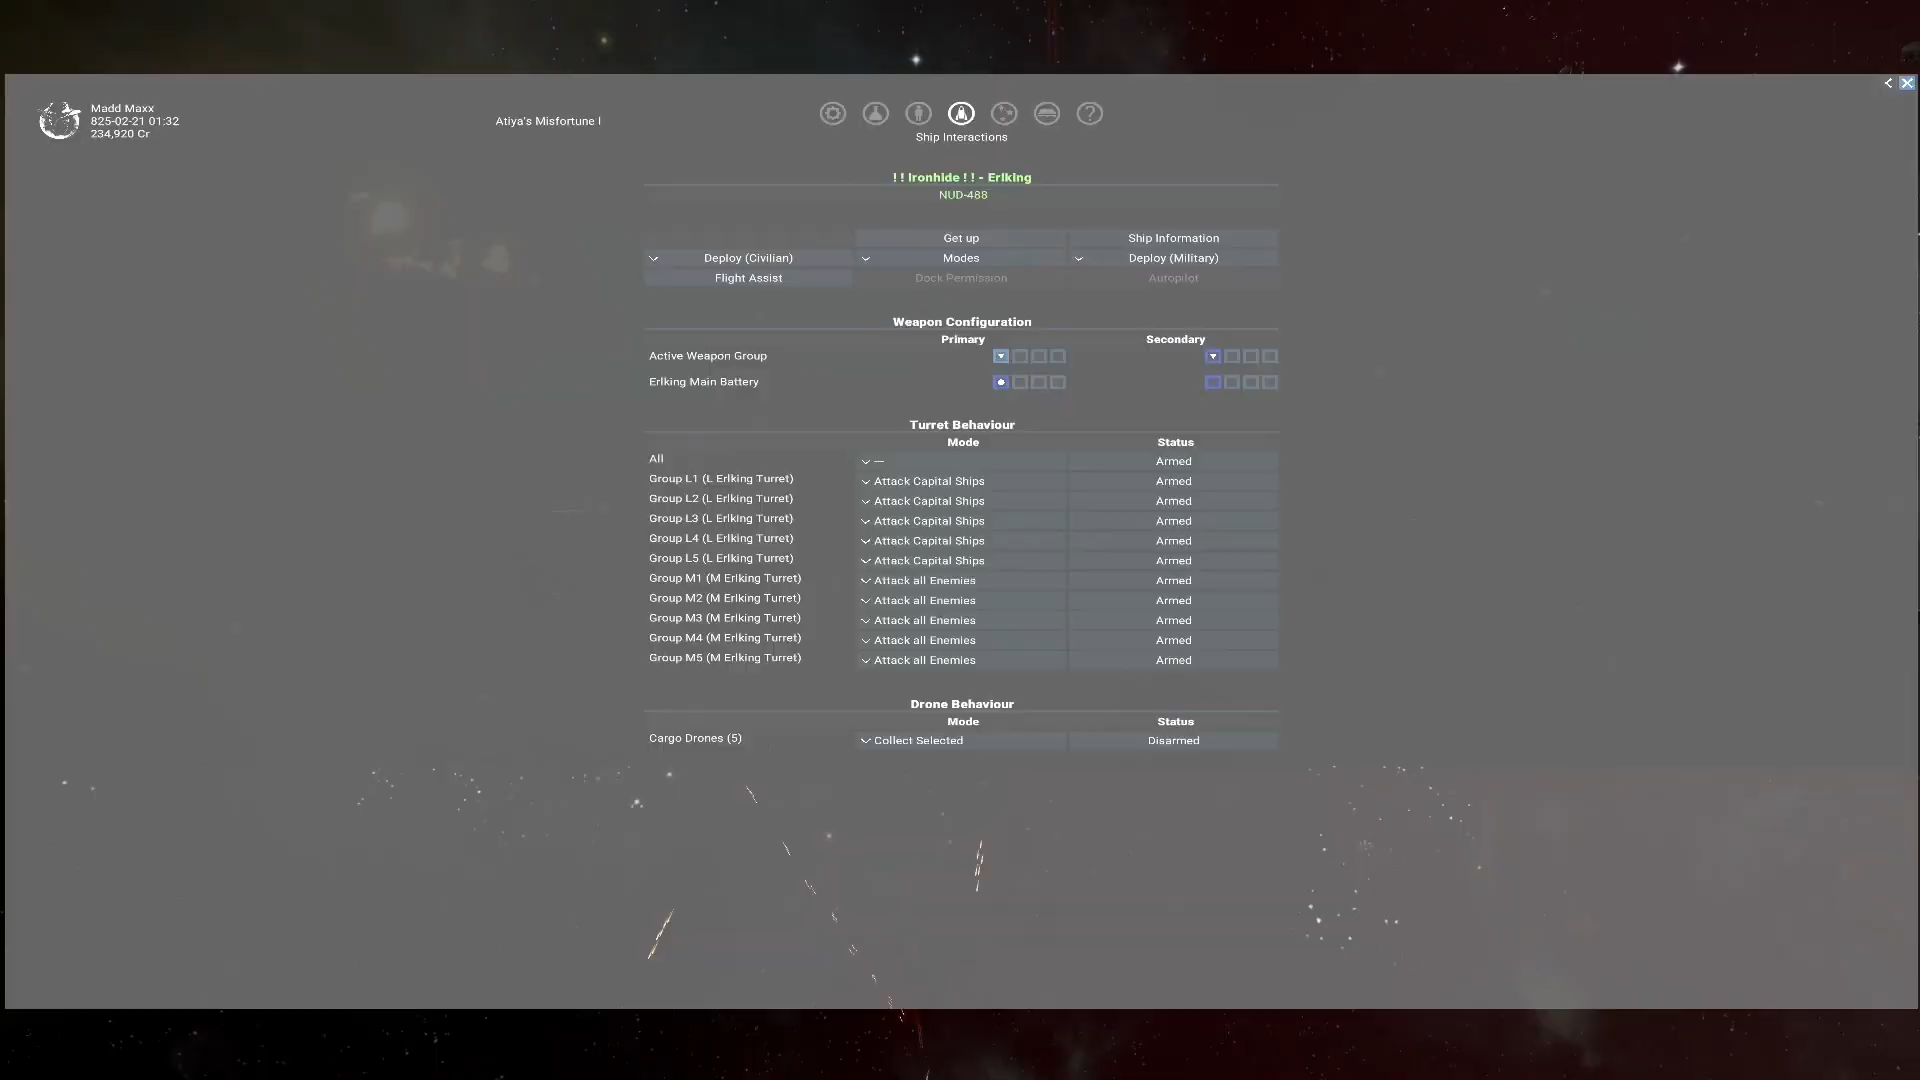 Madd Maxx
825-02-21 01:32
234,920 Cr
Atiya's Misfortune I
Ship Interactions
! ! Ironhide ! ! - Erlking
NUD-488
Get up
Ship Information
Deploy (Civilian)
Modes
Deploy (Military)
Flight Assist
Dock Permission
Autopilot
Weapon Configuration
Primary
Secondary
Active Weapon Group
Erlking Main Battery
Turret Behaviour
Mode
Status
All
—
Armed
Group L1 (L Erlking Turret)
Attack Capital Ships
Armed
Group L2 (L Erlking Turret)
Attack Capital Ships
Armed
Group L3 (L Erlking Turret)
Attack Capital Ships
Armed
Group L4 (L Erlking Turret)
Attack Capital Ships
Armed
Group L5 (L Erlking Turret)
Attack Capital Ships
Armed
Group M1 (M Erlking Turret)
Attack all Enemies
Armed
Group M2 (M Erlking Turret)
Attack all Enemies
Armed
Group M3 (M Erlking Turret)
Attack all Enemies
Armed
Group M4 (M Erlking Turret)
Attack all Enemies
Armed
Group M5 (M Erlking Turret)
Attack all Enemies
Armed
Drone Behaviour
Mode
Status
Cargo Drones (5)
Collect Selected
Disarmed